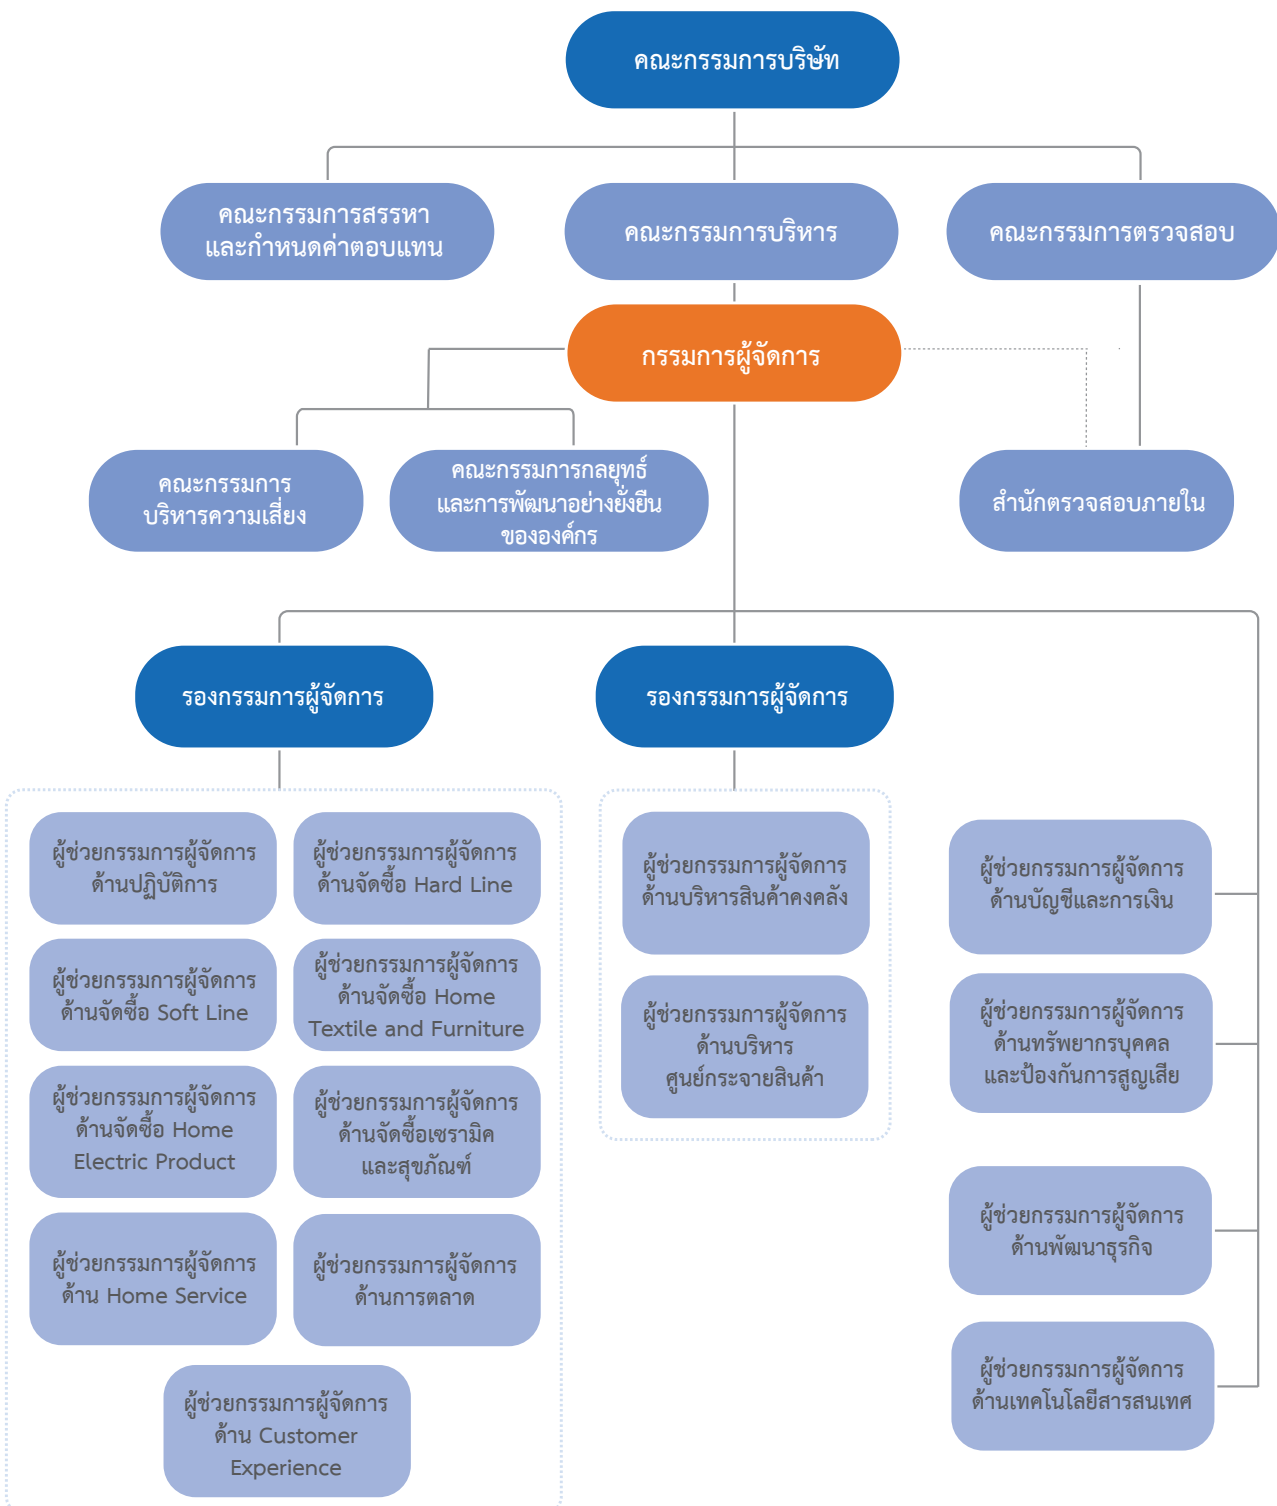 คณะกรรมการบริษัท
คณะกรรมการสรรหา
และกำหนดค่าตอบแทน
คณะกรรมการบริหาร
คณะกรรมการตรวจสอบ
กรรมการผู้จัดการ
คณะกรรมการ
บริหารความเสี่ยง
คณะกรรมการกลยุทธ์
และการพัฒนาอย่างยั่งยืน
ขององค์กร
สำนักตรวจสอบภายใน
รองกรรมการผู้จัดการ
รองกรรมการผู้จัดการ
ผู้ช่วยกรรมการผู้จัดการ
ด้านปฏิบัติการ
ผู้ช่วยกรรมการผู้จัดการ
ด้านจัดซื้อ Hard Line
ผู้ช่วยกรรมการผู้จัดการ
ด้านจัดซื้อ Soft Line
ผู้ช่วยกรรมการผู้จัดการ
ด้านจัดซื้อ Home
Textile and Furniture
ผู้ช่วยกรรมการผู้จัดการ
ด้านจัดซื้อ Home
Electric Product
ผู้ช่วยกรรมการผู้จัดการ
ด้านจัดซื้อเซรามิค
และสุขภัณฑ์
ผู้ช่วยกรรมการผู้จัดการ
ด้าน Home Service
ผู้ช่วยกรรมการผู้จัดการ
ด้านการตลาด
ผู้ช่วยกรรมการผู้จัดการ
ด้าน Customer
Experience
ผู้ช่วยกรรมการผู้จัดการ
ด้านบริหารสินค้าคงคลัง
ผู้ช่วยกรรมการผู้จัดการ
ด้านบริหาร
ศูนย์กระจายสินค้า
ผู้ช่วยกรรมการผู้จัดการ
ด้านบัญชีและการเงิน
ผู้ช่วยกรรมการผู้จัดการ
ด้านทรัพยากรบุคคล
และป้องกันการสูญเสีย
ผู้ช่วยกรรมการผู้จัดการ
ด้านพัฒนาธุรกิจ
ผู้ช่วยกรรมการผู้จัดการ
ด้านเทคโนโลยีสารสนเทศ